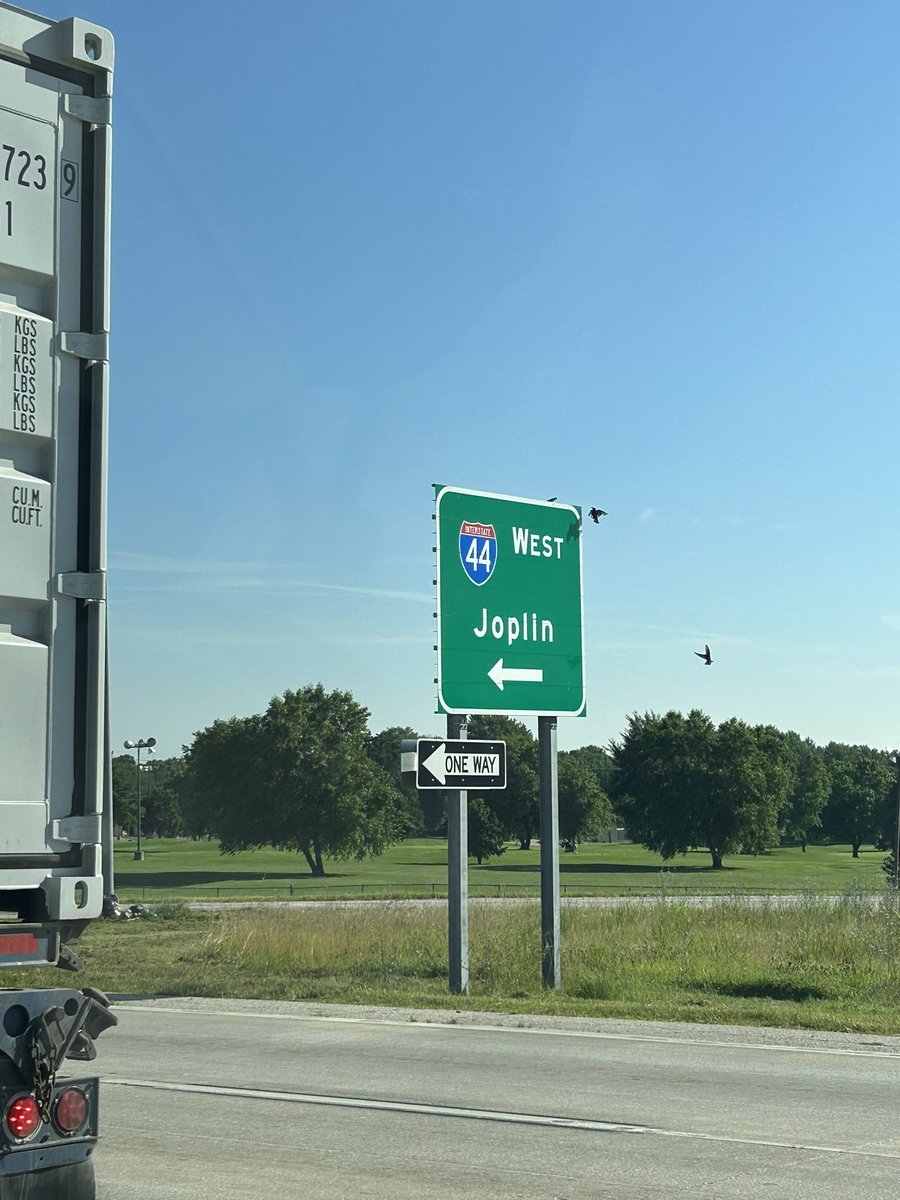 723 9
1
KGS
LBS
KGS
LBS
KGS
LBS
CU.M.
CU.FT.
INTERSTATE
44
WEST
Joplin
ONE WAY